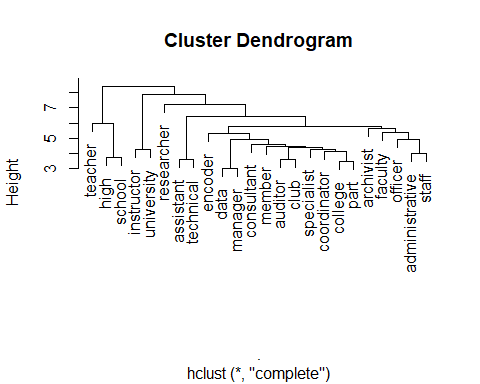 Cluster Dendrogram
Height
7
5
3
teacher
high
school
instructor
university
researcher
assistant
technical
encoder
data
manager
consultant
member
auditor
club
specialist
coordinator
college
part
archivist
faculty
officer
administrative
staff
.
hclust (*, "complete")